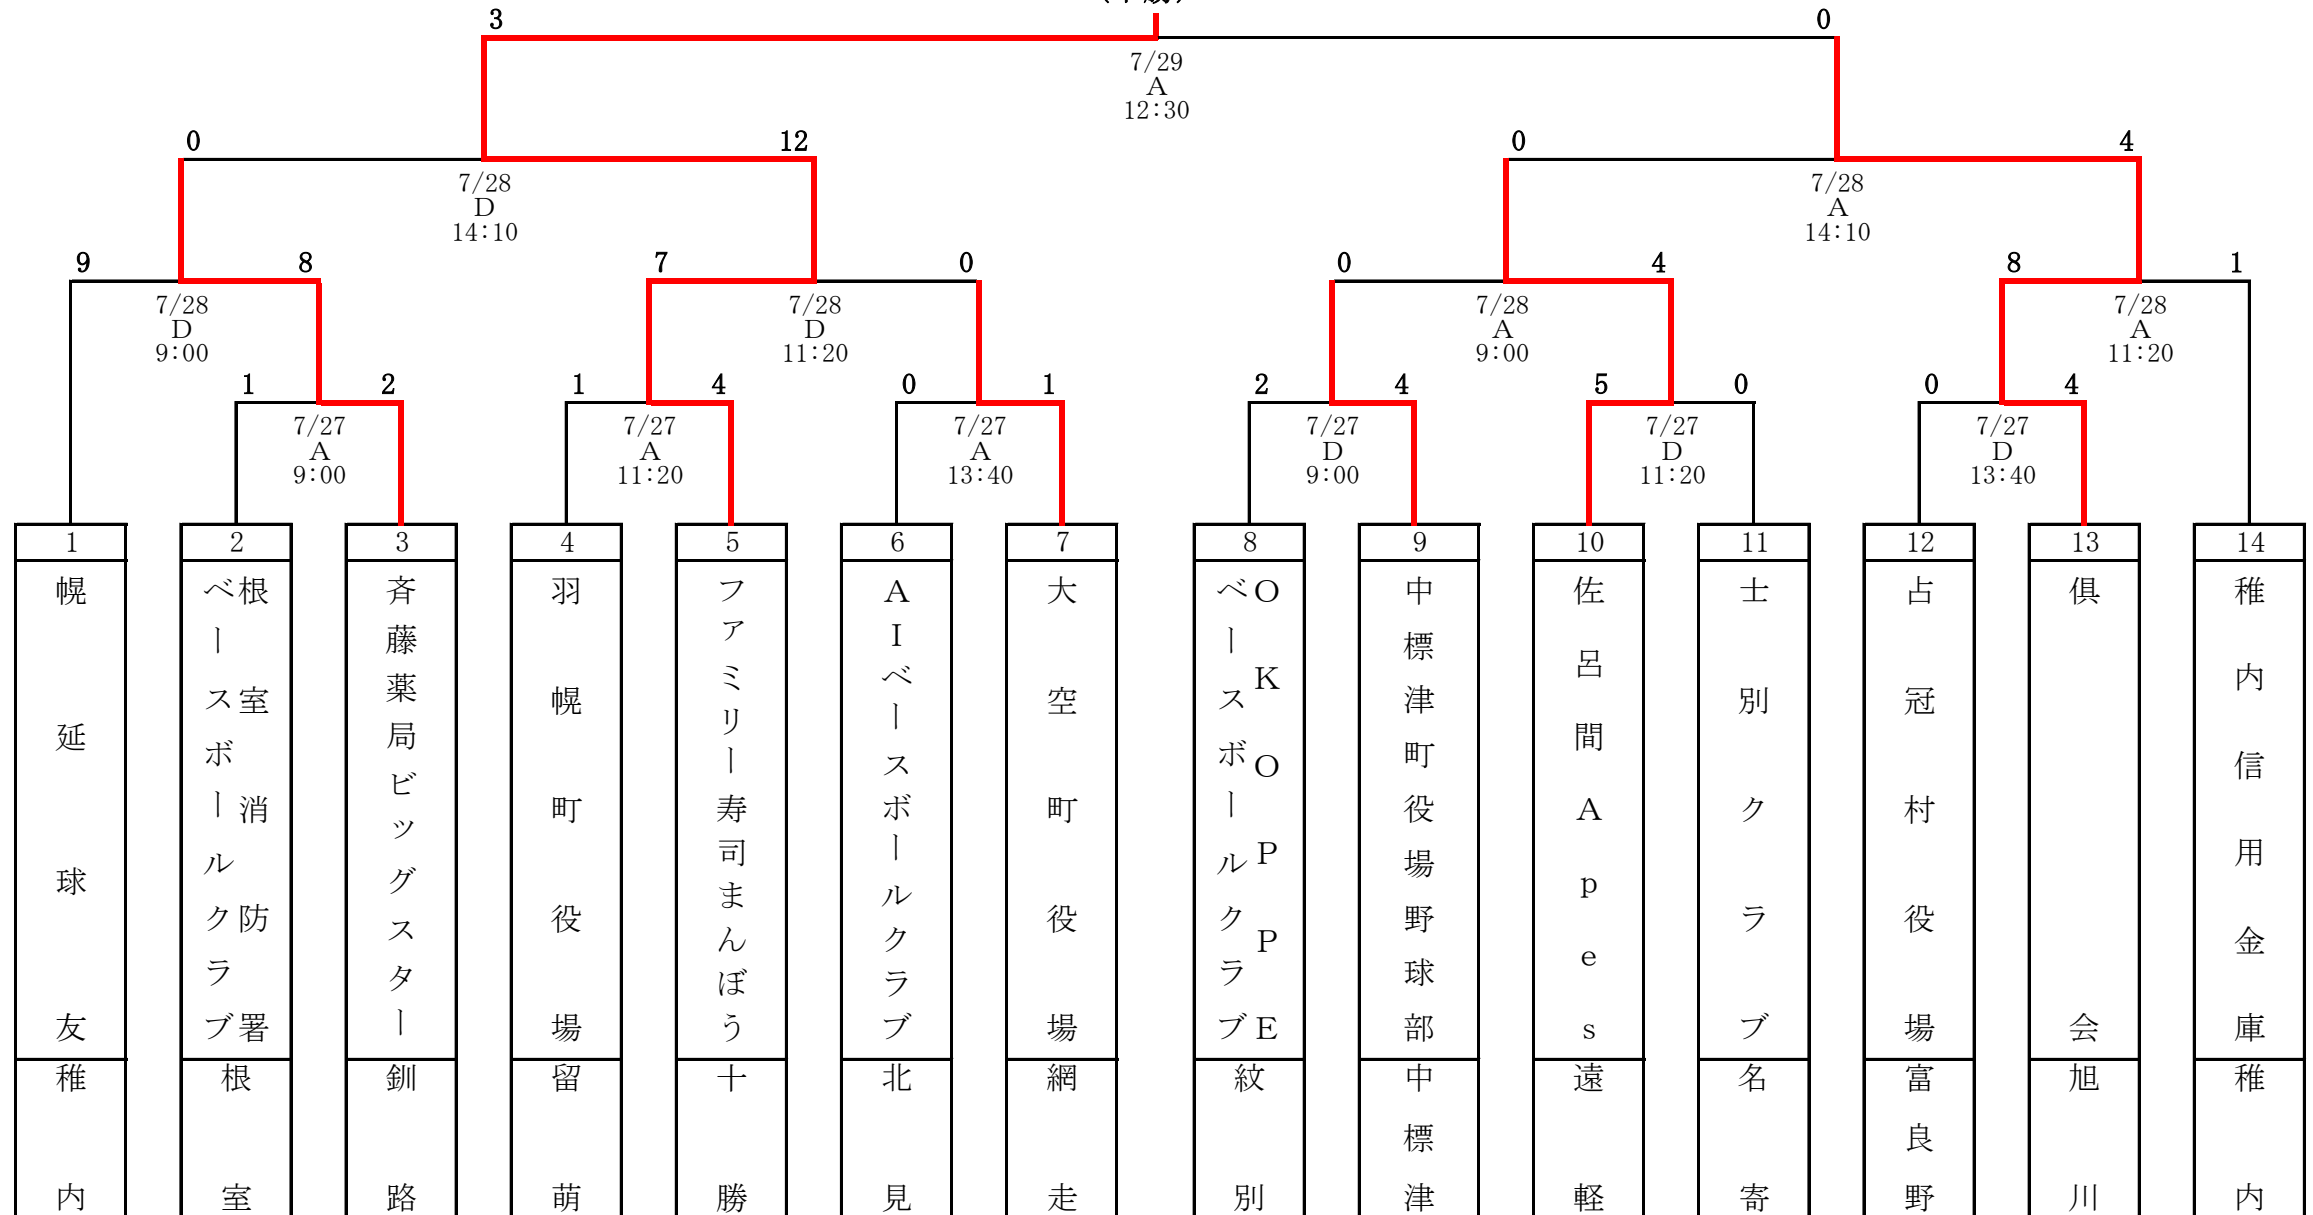 3 0
7/29
A
12:30
0 12 0 4
7/28
D
14:10
7/28
A
14:10
9 8 7 0 0 4 8 1
7/28
D
9:00
7/28
D
11:20
7/28
A
9:00
7/28
A
11:20
1 2 1 4 0 1 2 4 5 0 0 4
7/27
A
9:00
7/27
A
11:20
7/27
A
13:40
7/27
D
9:00
7/27
D
11:20
7/27
D
13:40
1
幌延球友
稚内
2
根室消防署
ベースボールクラブ
根室
3
斉藤薬局ビッグスター
釧路
4
羽幌町役場
留萌
5
ファミリー寿司まんぼう
十勝
6
AIベースボールクラブ
北見
7
大空町役場
網走
8
OKOPPE
ベースボールクラブ
紋別
9
中標津町役場野球部
中標津
10
佐呂間Apes
遠軽
11
士別クラブ
名寄
12
占冠村役場
富良野
13
倶会
旭川
14
稚内信用金庫
稚内